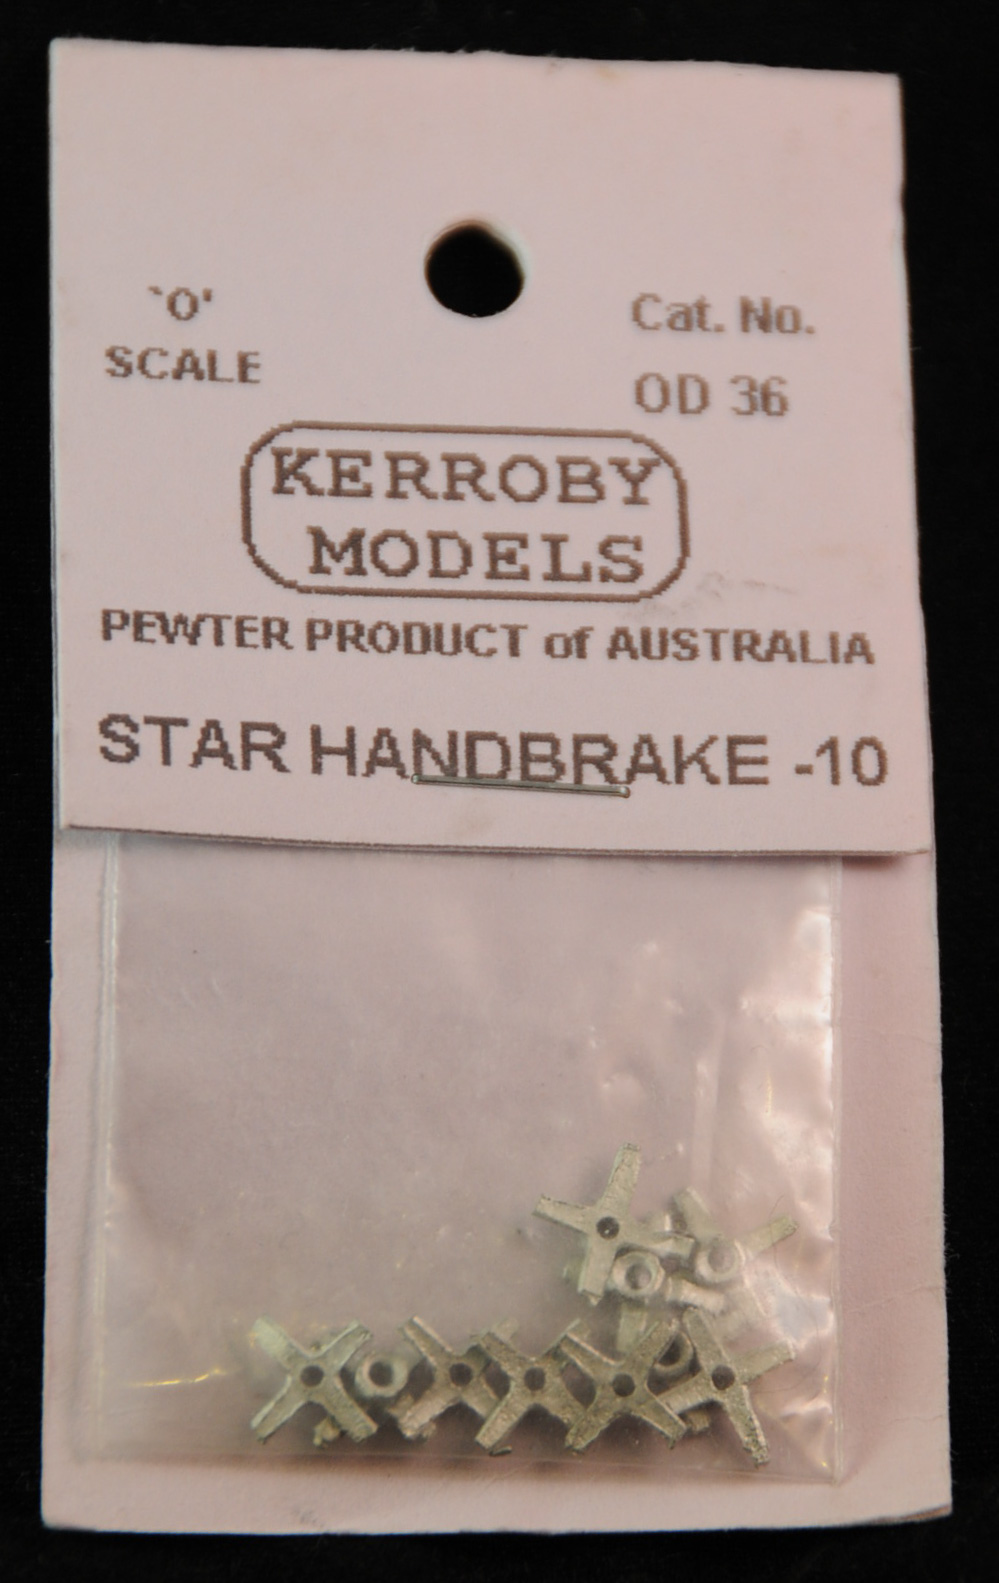 `O'
SCALE
Cat. No.
OD 36
KERROBY
MODELS
PEWTER PRODUCT of AUSTRALIA
STAR HANDBRAKE -10